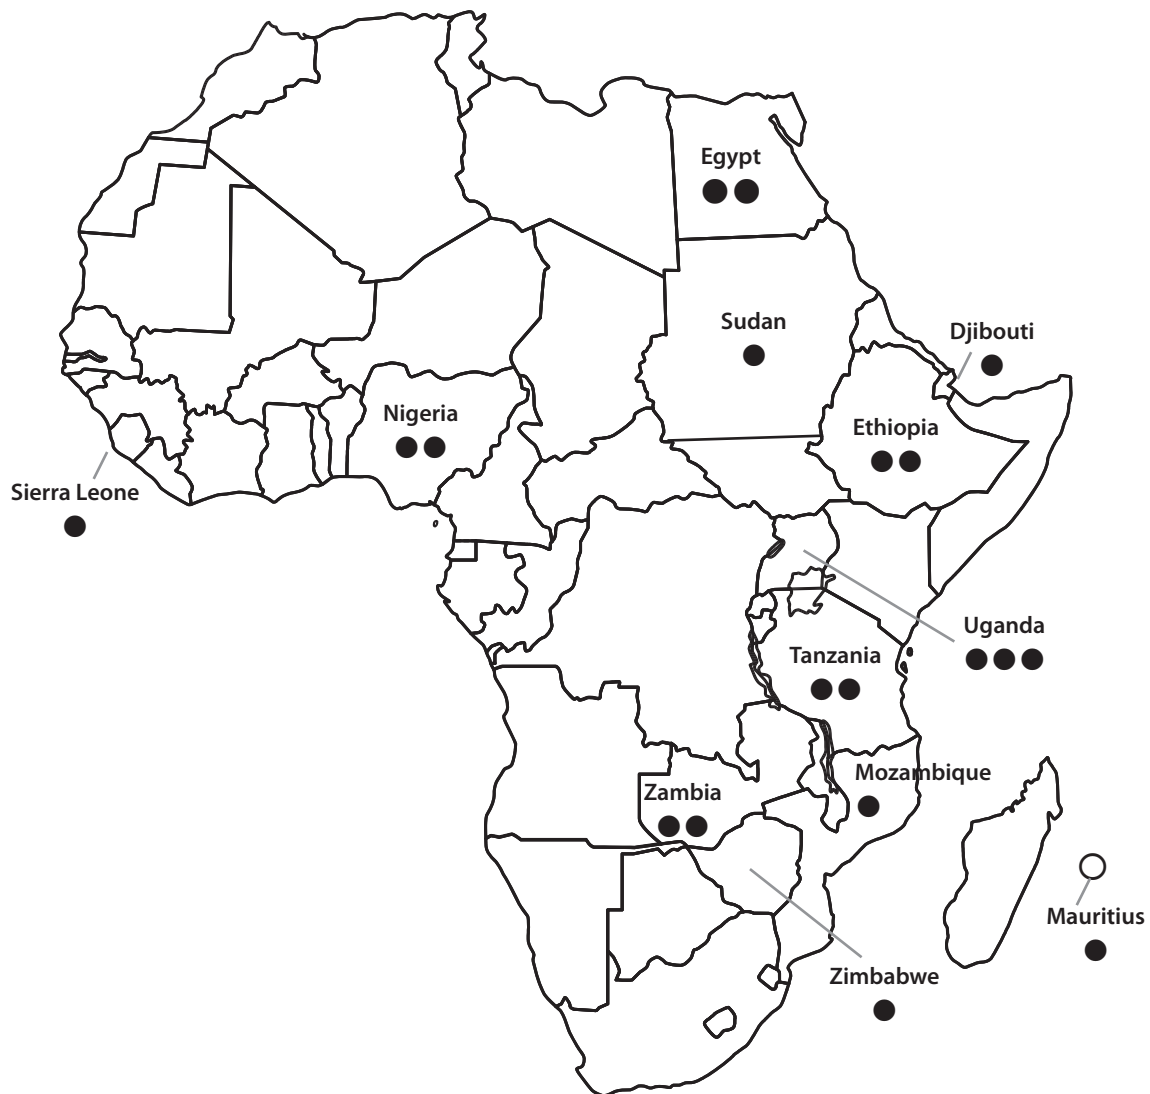 Egypt
Sudan
Djibouti
Nigeria
Ethiopia
Sierra Leone
Uganda
Tanzania
Mozambique
Zambia
Mauritius
Zimbabwe